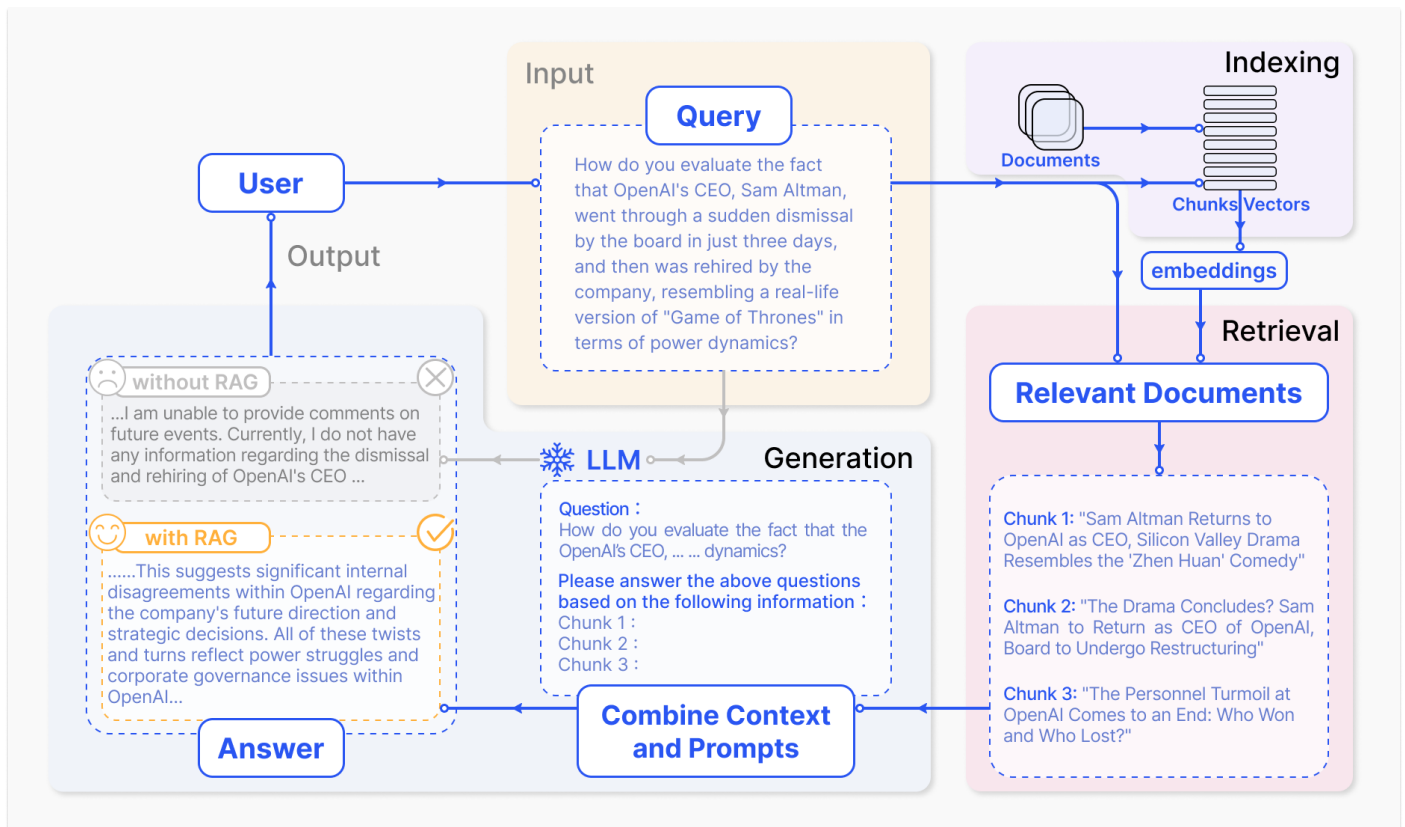 Input
Query
How do you evaluate the fact
that OpenAI's CEO, Sam Altman,
went through a sudden dismissal
by the board in just three days,
and then was rehired by the
company, resembling a real-life
version of "Game of Thrones" in
terms of power dynamics?
Indexing
Documents
Chunks Vectors
embeddings
User
Output
Retrieval
Relevant Documents
Chunk 1: "Sam Altman Returns to
OpenAI as CEO, Silicon Valley Drama
Resembles the 'Zhen Huan' Comedy"
Chunk 2: "The Drama Concludes? Sam
Altman to Return as CEO of OpenAI,
Board to Undergo Restructuring"
Chunk 3: "The Personnel Turmoil at
OpenAI Comes to an End: Who Won
and Who Lost?"
Generation
LLM
Question :
How do you evaluate the fact that the
OpenAI's CEO, ... ... dynamics?
Please answer the above questions
based on the following information :
Chunk 1 :
Chunk 2 :
Chunk 3 :
Combine Context
and Prompts
without RAG
...I am unable to provide comments on
future events. Currently, I do not have
any information regarding the dismissal
and rehiring of OpenAI's CEO ...
with RAG
......This suggests significant internal
disagreements within OpenAI regarding
the company's future direction and
strategic decisions. All of these twists
and turns reflect power struggles and
corporate governance issues within
OpenAI...
Answer